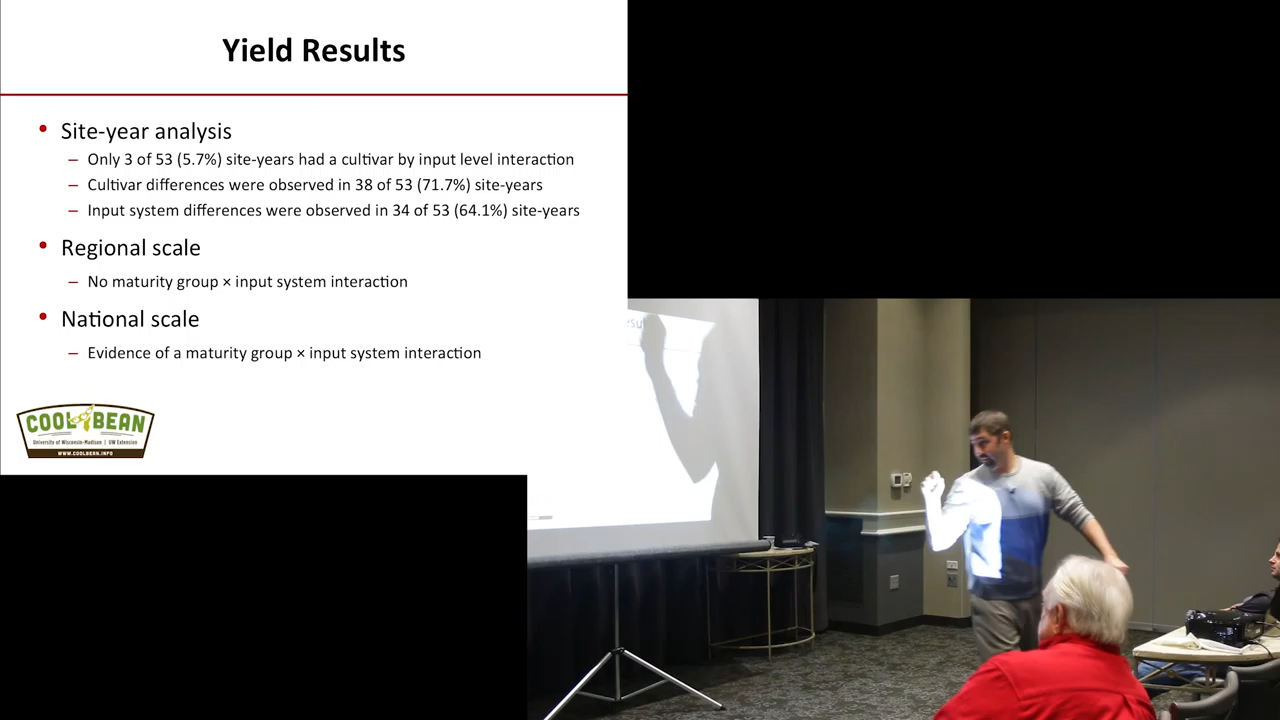 Yield Results
• Site-year analysis
– Only 3 of 53 (5.7%) site-years had a cultivar by input level interaction
– Cultivar differences were observed in 38 of 53 (71.7%) site-years
– Input system differences were observed in 34 of 53 (64.1%) site-years
• Regional scale
– No maturity group × input system interaction
• National scale
– Evidence of a maturity group × input system interaction
COOL BEAN
University of Wisconsin-Madison | UW Extension
WWW.COOLBEAN.INFO